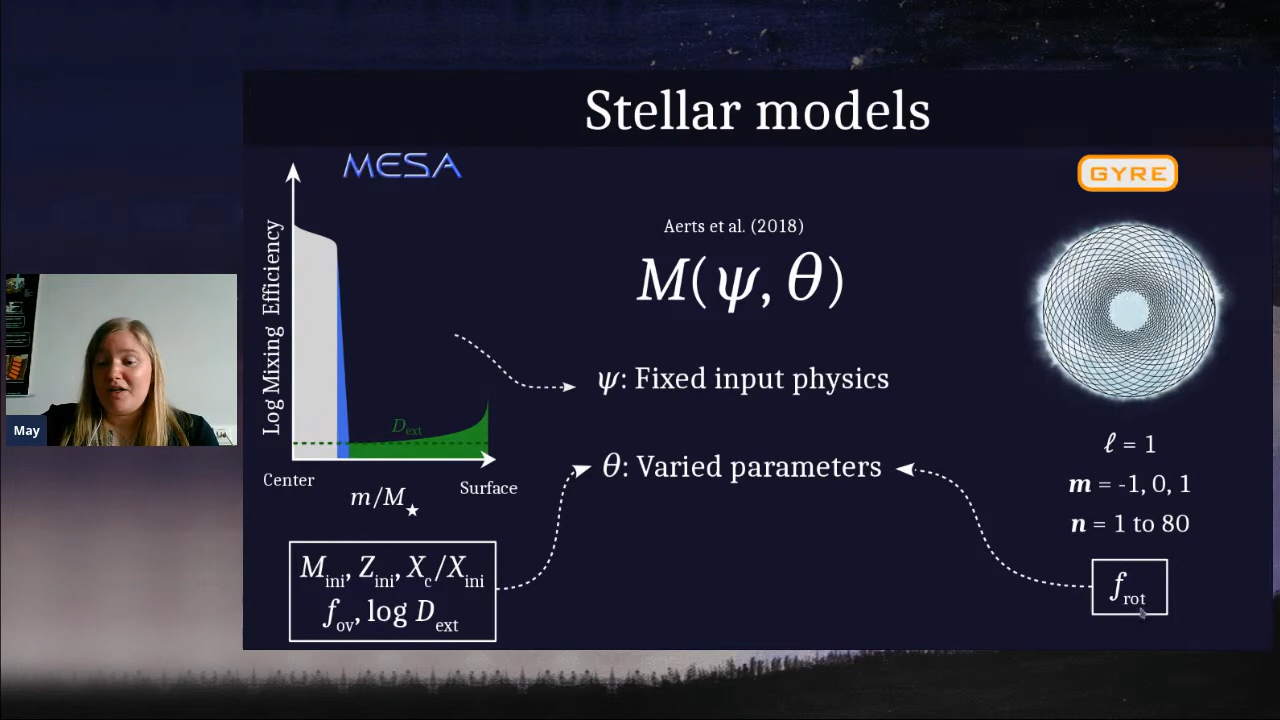 Stellar models
MESA
GYRE
Log Mixing Efficiency
Aerts et al. (2018)
M(ψ, θ)
ψ: Fixed input physics
D_ext
May
ℓ = 1
θ: Varied parameters
Center
Surface
m = -1, 0, 1
m/M★
n = 1 to 80
M_ini, Z_ini, X_c/X_ini
f_ov, log D_ext
f_rot